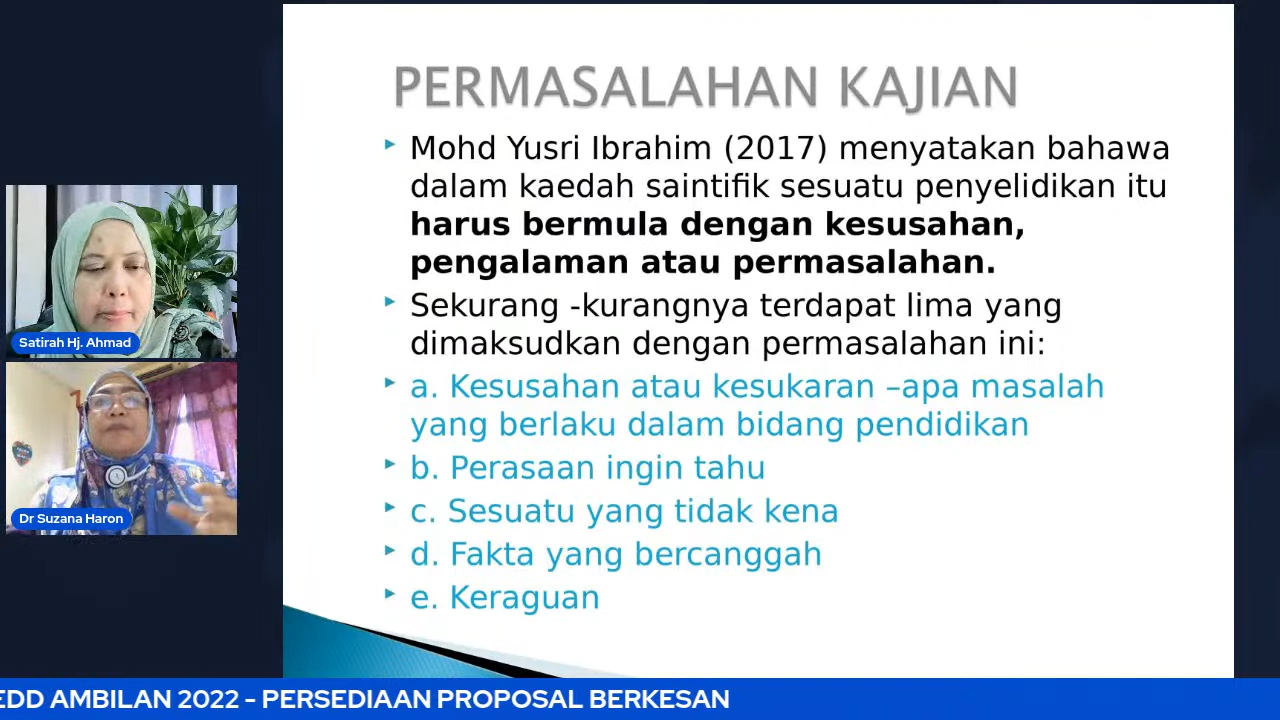 PERMASALAHAN KAJIAN
Mohd Yusri Ibrahim (2017) menyatakan bahawa
dalam kaedah saintifik sesuatu penyelidikan itu
harus bermula dengan kesusahan,
pengalaman atau permasalahan.
Sekurang -kurangnya terdapat lima yang
dimaksudkan dengan permasalahan ini:
a. Kesusahan atau kesukaran –apa masalah
yang berlaku dalam bidang pendidikan
b. Perasaan ingin tahu
c. Sesuatu yang tidak kena
d. Fakta yang bercanggah
e. Keraguan
Satirah Hj. Ahmad
Dr Suzana Haron
EDD AMBILAN 2022 - PERSEDIAAN PROPOSAL BERKESAN